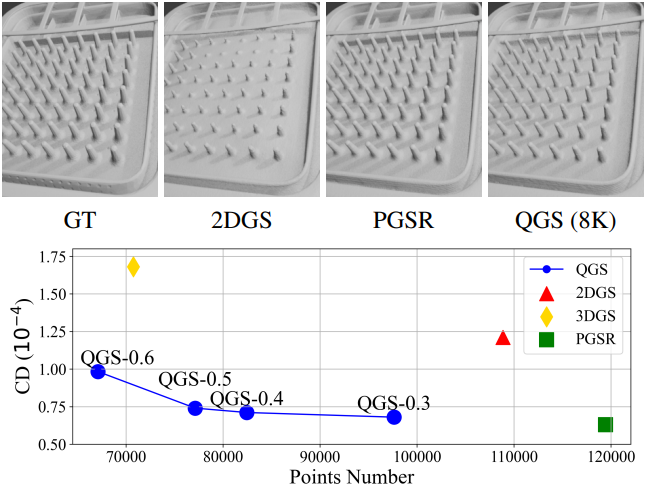 GT 2DGS PGSR QGS (8K)
1.75
1.50
1.25
1.00
0.75
0.50
CD (10⁻⁴)
QGS
2DGS
3DGS
PGSR
QGS-0.6
QGS-0.5
QGS-0.4
QGS-0.3
70000 80000 90000 100000 110000 120000
Points Number